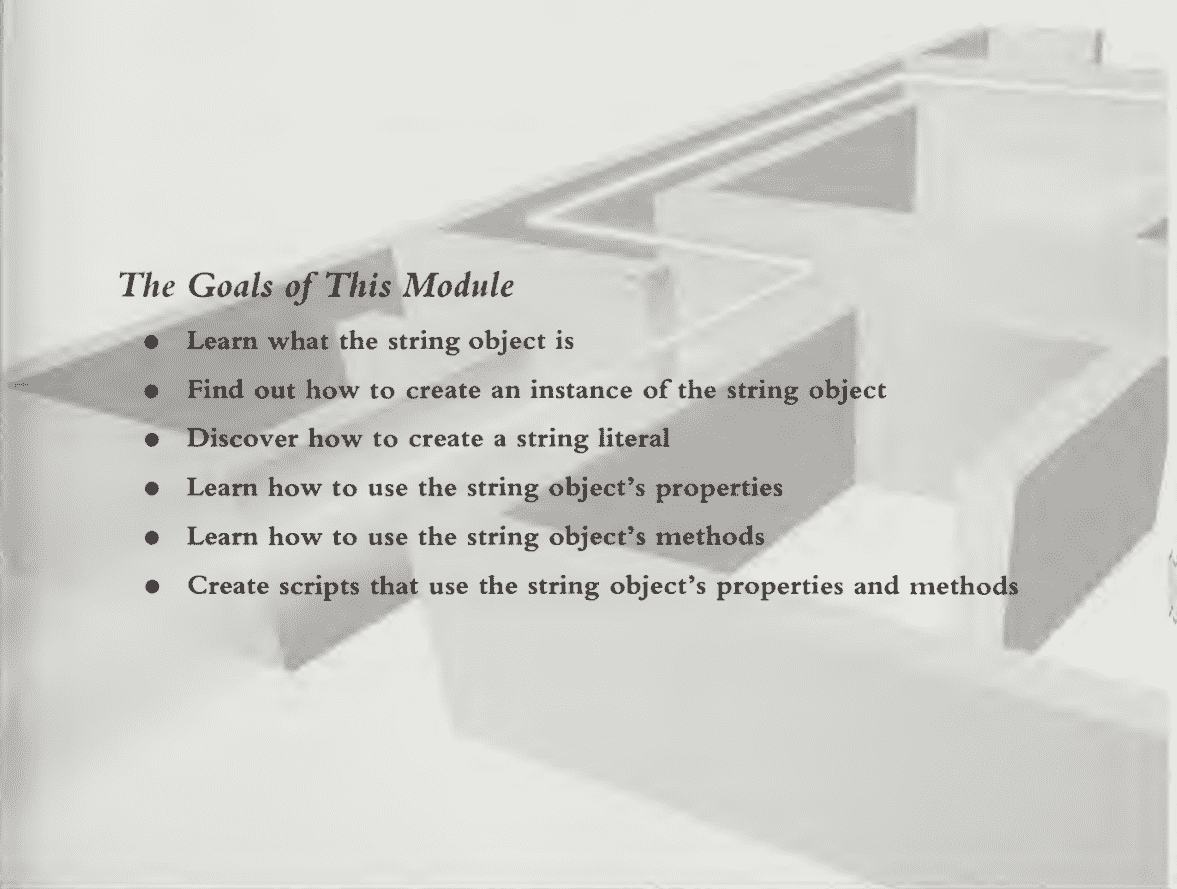 The Goals of This Module
● Learn what the string object is
● Find out how to create an instance of the string object
● Discover how to create a string literal
● Learn how to use the string object's properties
● Learn how to use the string object's methods
● Create scripts that use the string object's properties and methods